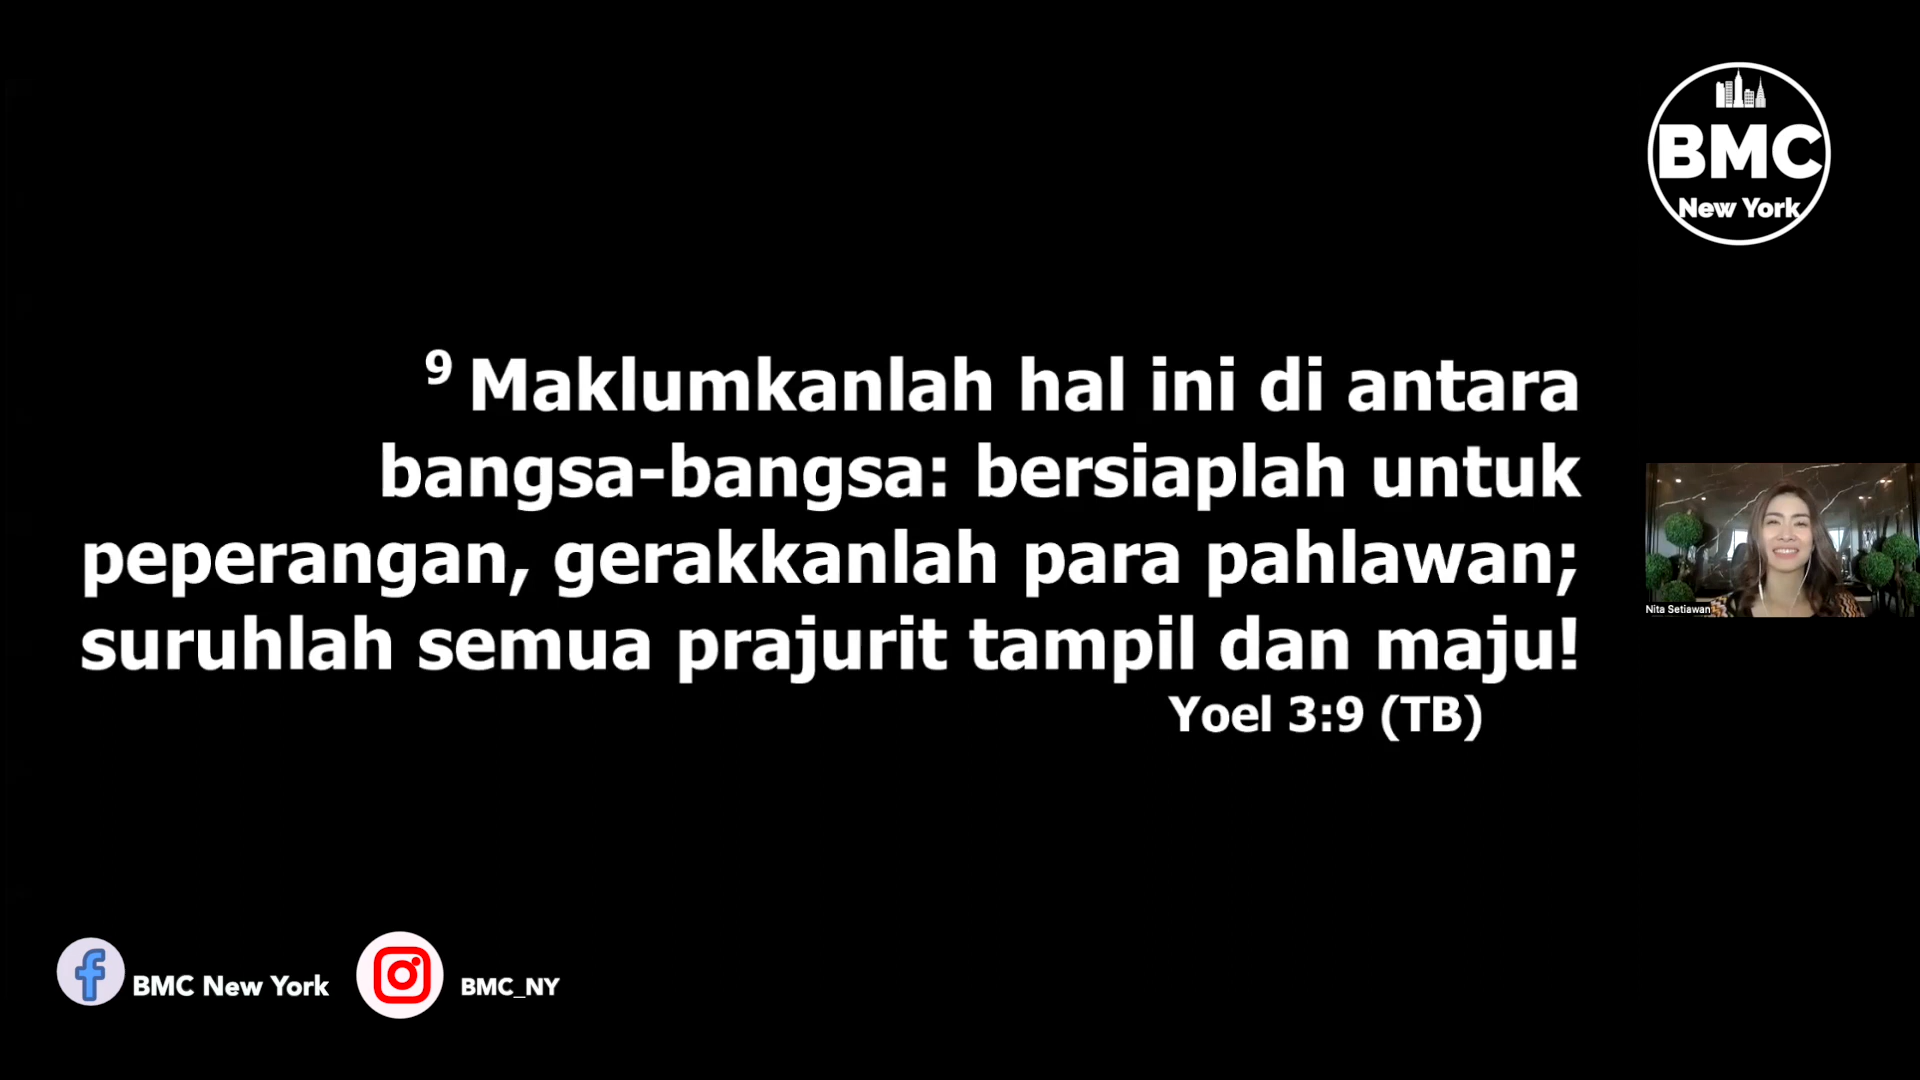 BMC
New York
9 Maklumkanlah hal ini di antara
bangsa-bangsa: bersiaplah untuk
peperangan, gerakkanlah para pahlawan;
suruhlah semua prajurit tampil dan maju!
Yoel 3:9 (TB)
Nita Setiawan
BMC New York
BMC_NY